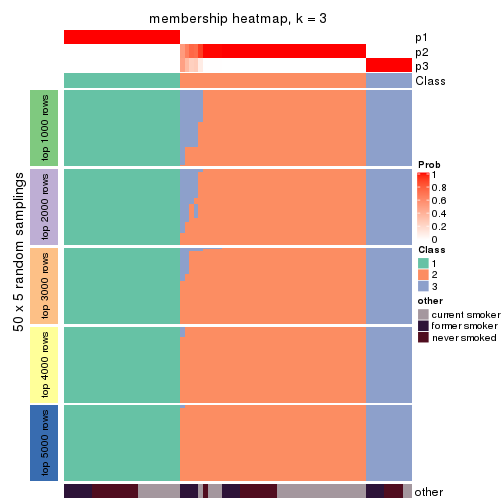 membership heatmap, k = 3
p1
p2
p3
Class
50 x 5 random samplings
top 1000 rows
top 2000 rows
top 3000 rows
top 4000 rows
top 5000 rows
Prob
1
0.8
0.6
0.4
0.2
0
Class
1
2
3
other
current smoker
former smoker
never smoked
other